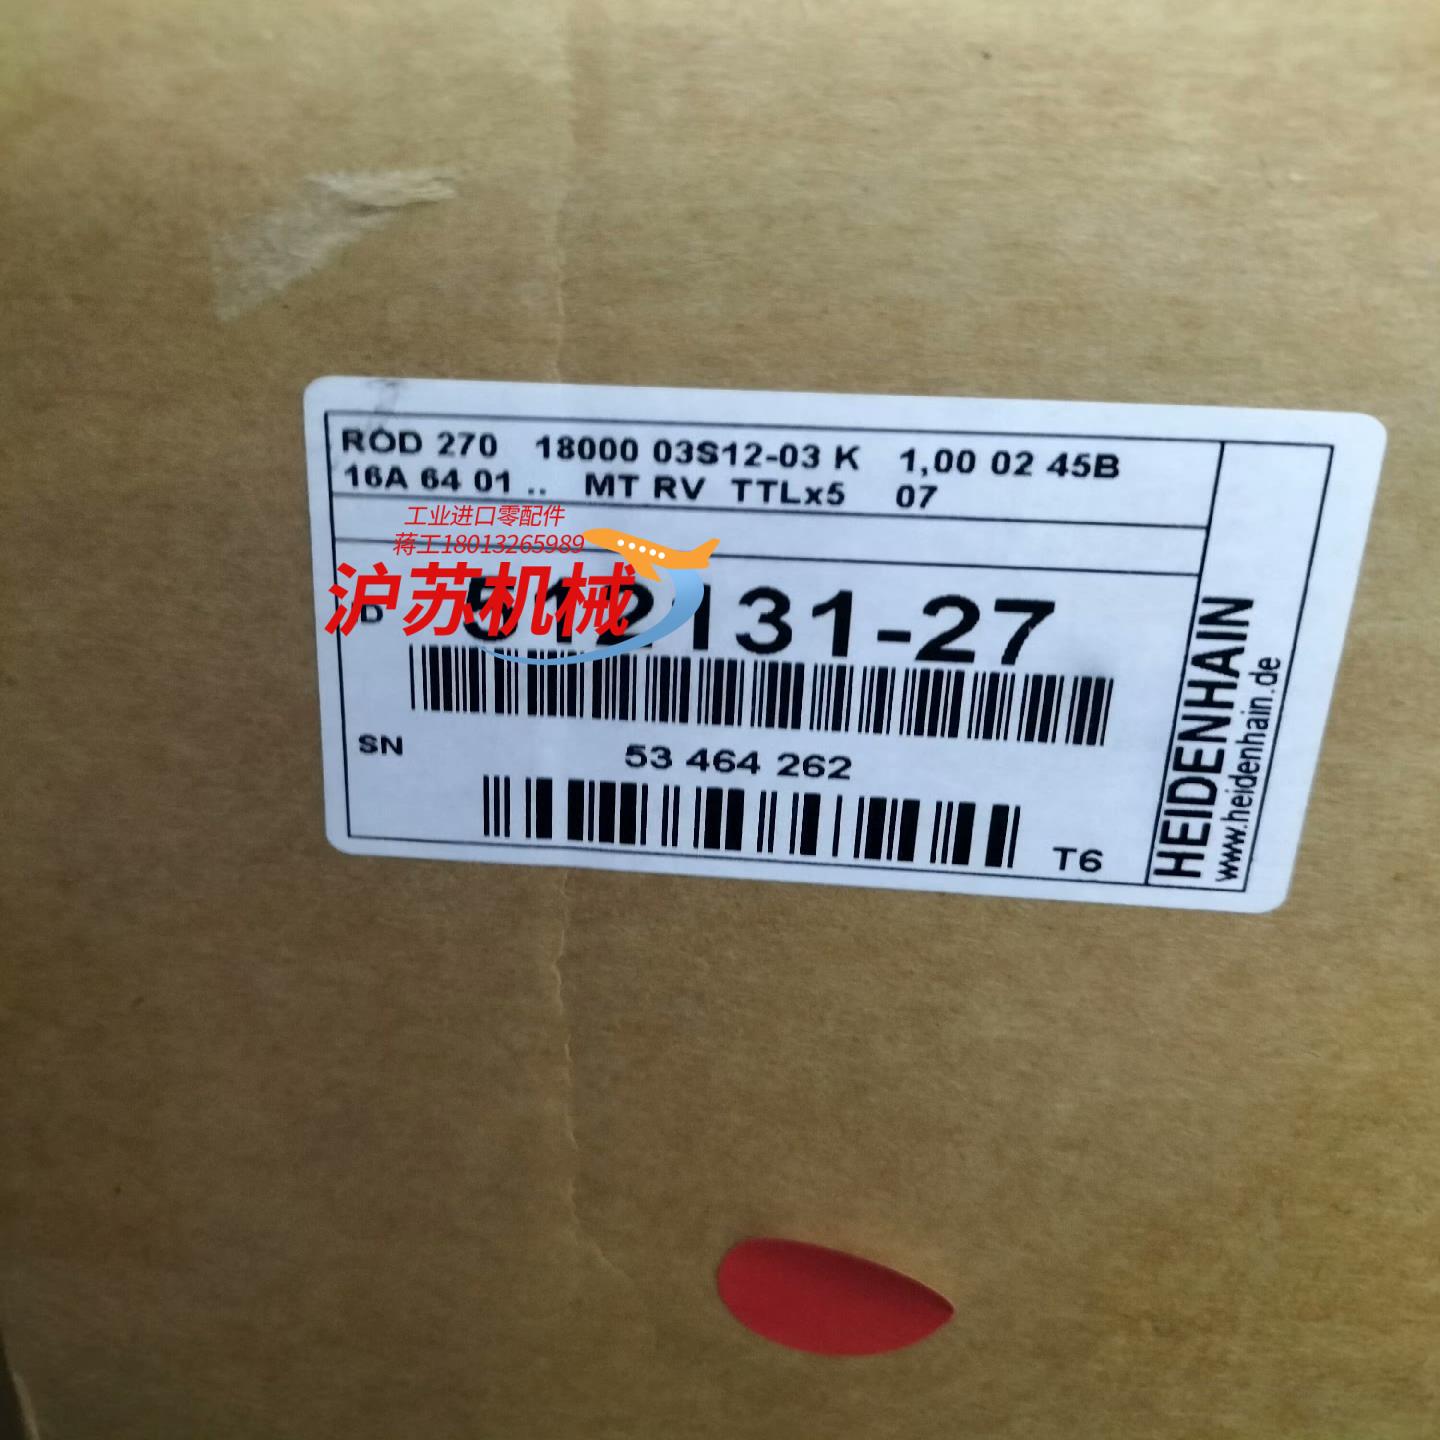 ROD 270 18000 03S12-03 K 1,00 02 45B
16A 64 01 .. MT RV TTLx5 07
工业进口零配件
蒋工18013265989
沪苏机械
ID 512131-27
SN 53 464 262
T6
HEIDENHAIN
www.heidenhain.de